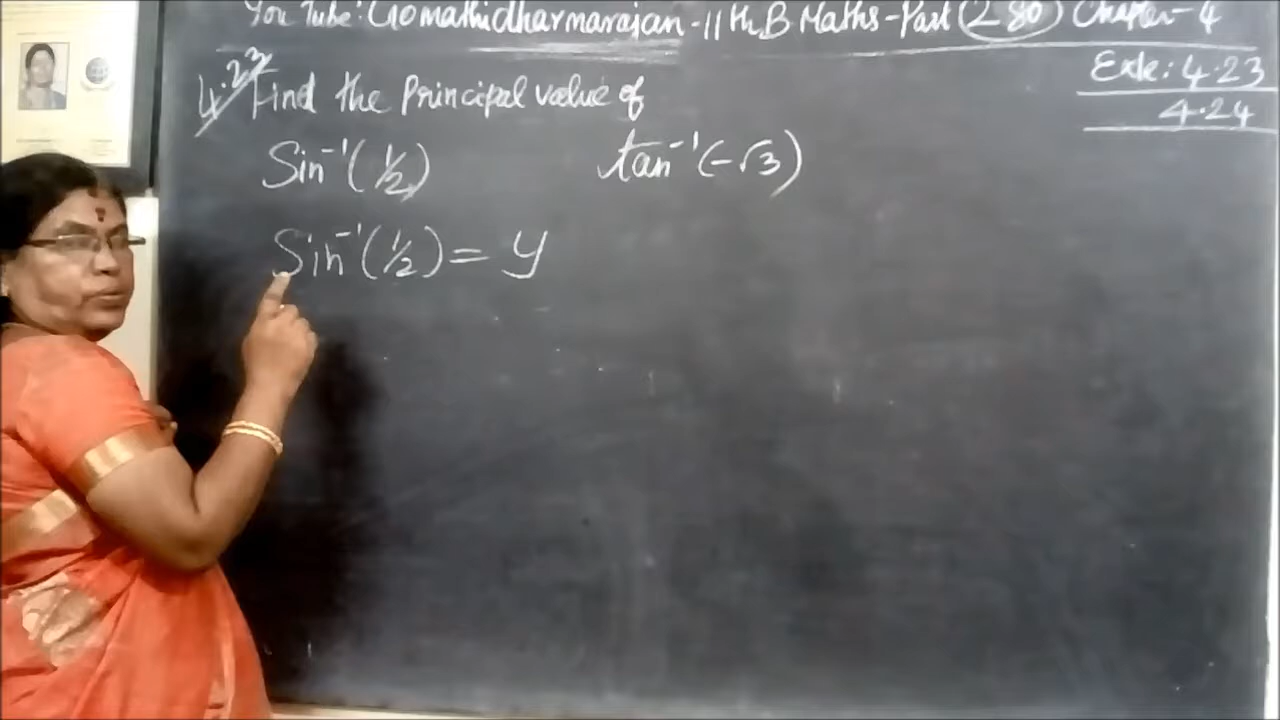 You Tube: Gomathidharmarajan - 11th B Maths - Part (280) Chapter - 4
Exle: 4.23
4.24
4.23 Find the Principal value of
Sin⁻¹(1/2) tan⁻¹(-√3)
Sin⁻¹(1/2) = y